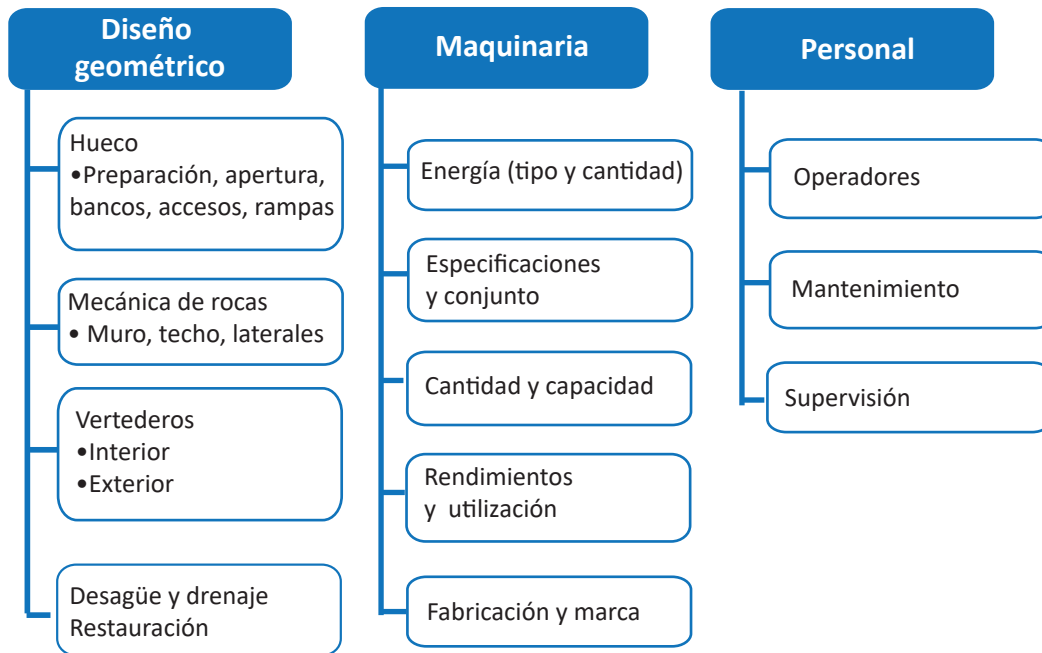 Diseño
geométrico
Hueco
•Preparación, apertura,
bancos, accesos, rampas
Mecánica de rocas
• Muro, techo, laterales
Vertederos
•Interior
•Exterior
Desagüe y drenaje
Restauración
Maquinaria
Energía (tipo y cantidad)
Especificaciones
y conjunto
Cantidad y capacidad
Rendimientos
y utilización
Fabricación y marca
Personal
Operadores
Mantenimiento
Supervisión